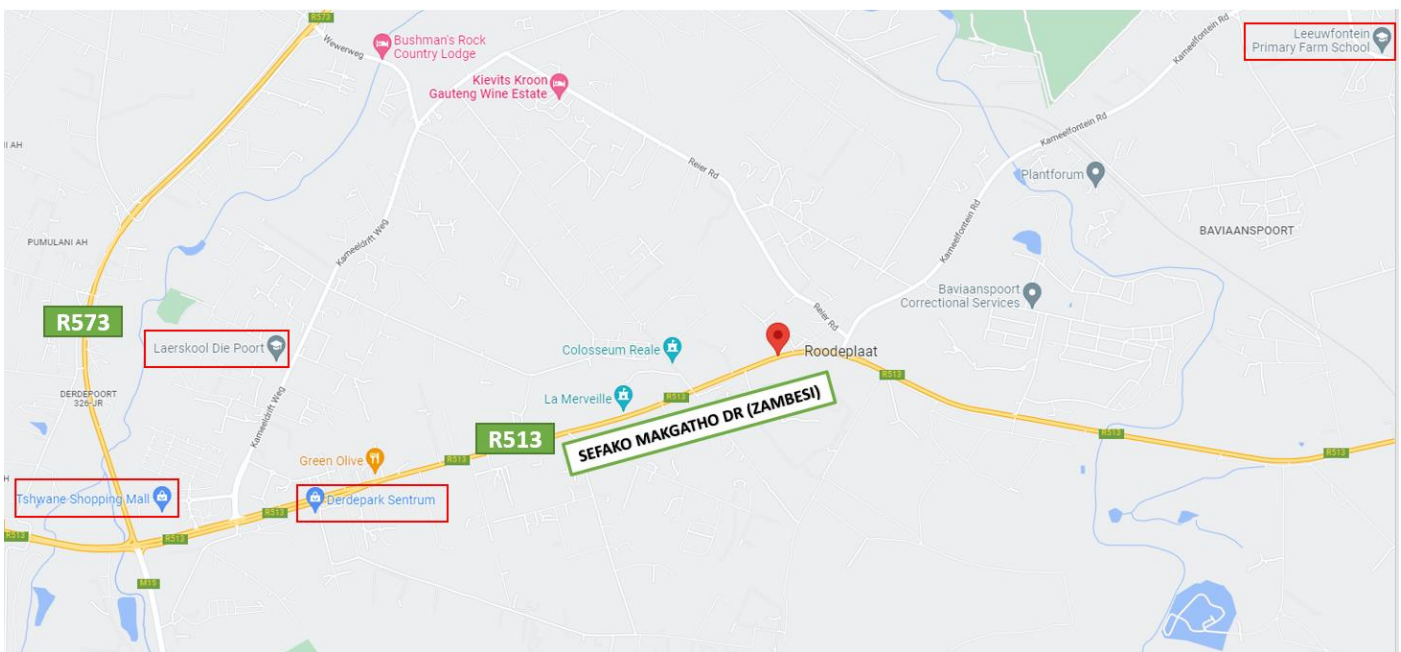 R573
Wewerweg
Bushman's Rock
Country Lodge
Kievits Kroon
Gauteng Wine Estate
Kameelfontein Rd
Leeuwfontein
Primary Farm School
NI AH
Kameelfontein Rd
Reier Rd
Plantforum
PUMULANI AH
Kameeldrift Weg
Kameelfontein Rd
BAVIAANSPOORT
Baviaanspoort
Correctional Services
R573
Reier Rd
Laerskool Die Poort
Colosseum Reale
Roodeplaat
R513
DERDEPOORT
326-JR
Kameeldrift Weg
La Merveille
R513
SEFAKO MAKGATHO DR (ZAMBESI)
R513
R513
Green Olive
R513
R513
H
Tshwane Shopping Mall
Derdepark Sentrum
R513
R513
R513
M15